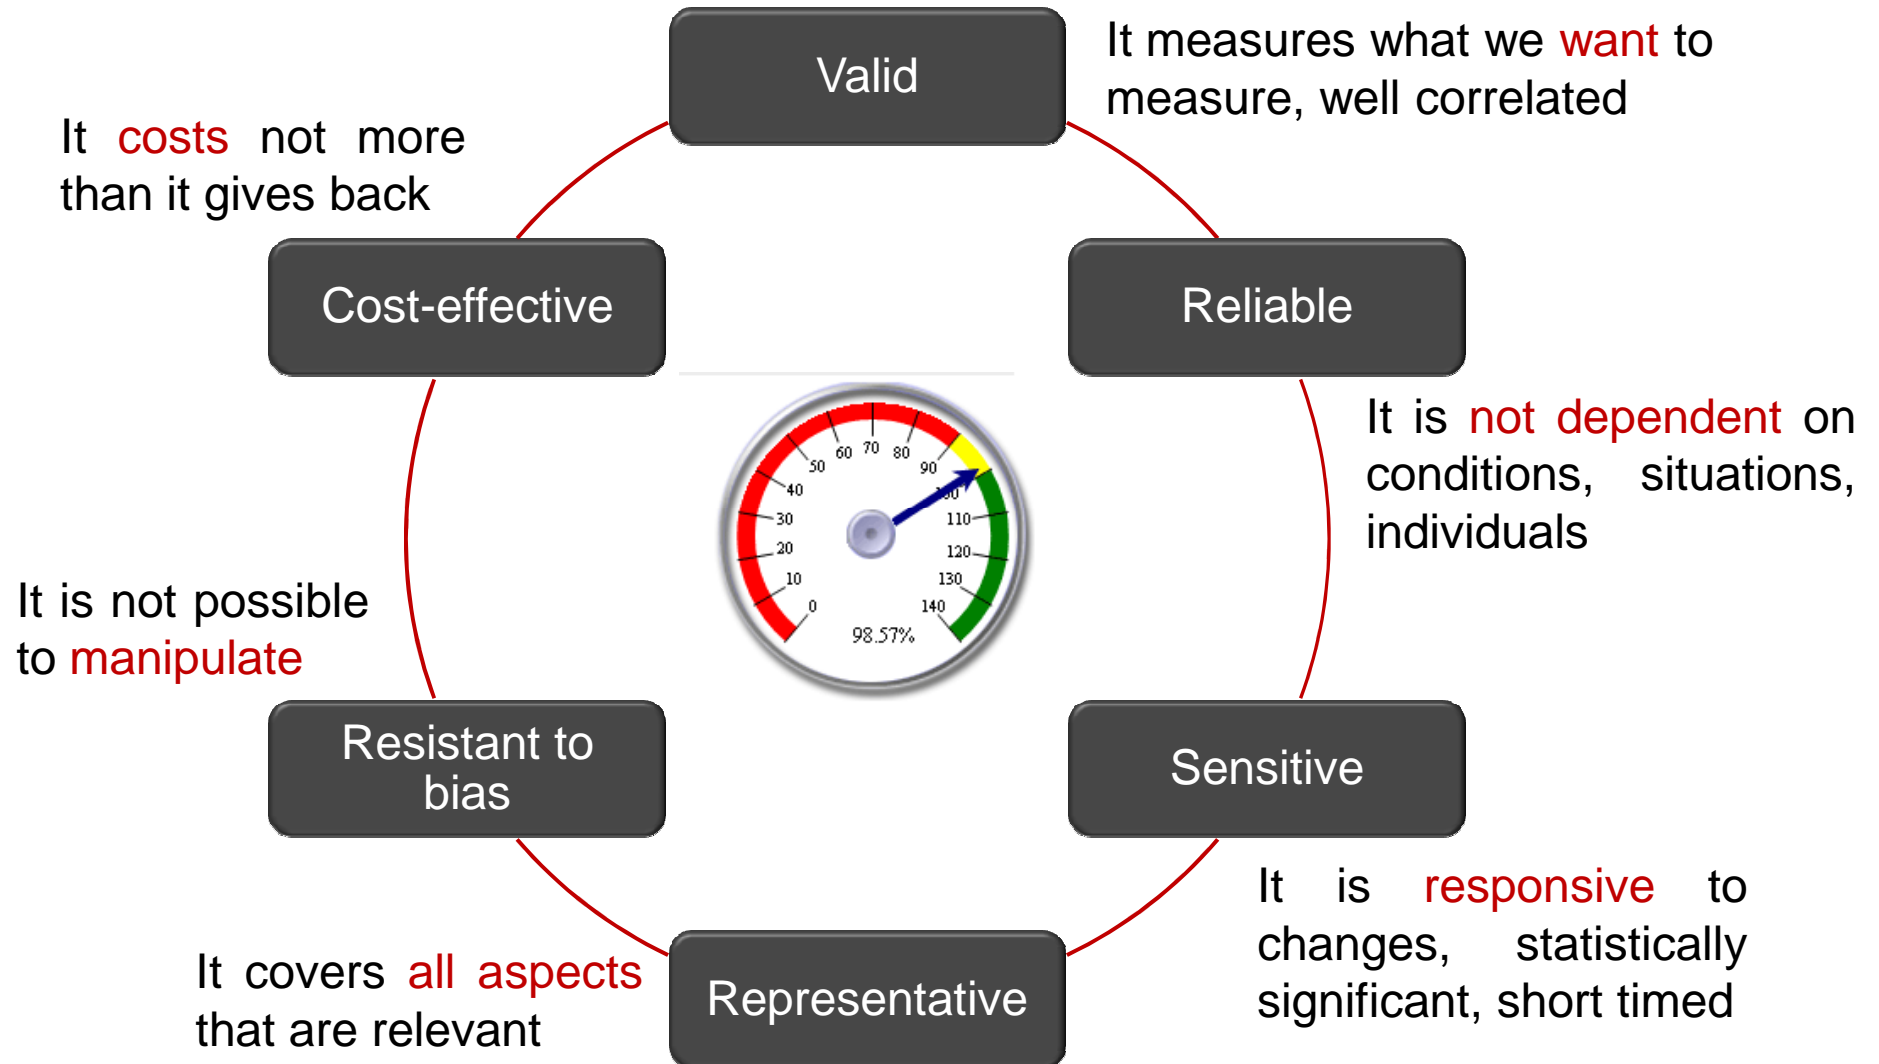 Valid
It measures what we want to
measure, well correlated
It costs not more
than it gives back
Cost-effective
Reliable
It is not dependent on
conditions, situations,
individuals
0
10
20
30
40
50
60
70
80
90
110
120
130
140
98.57%
It is not possible
to manipulate
Resistant to
bias
Sensitive
It is responsive to
changes, statistically
significant, short timed
It covers all aspects
that are relevant
Representative